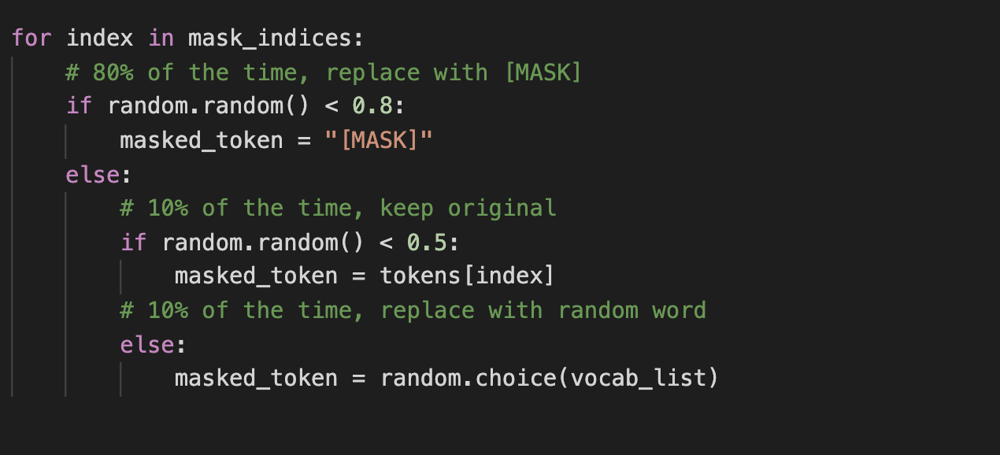 for index in mask_indices:
    # 80% of the time, replace with [MASK]
    if random.random() < 0.8:
        masked_token = "[MASK]"
    else:
        # 10% of the time, keep original
        if random.random() < 0.5:
            masked_token = tokens[index]
        # 10% of the time, replace with random word
        else:
            masked_token = random.choice(vocab_list)